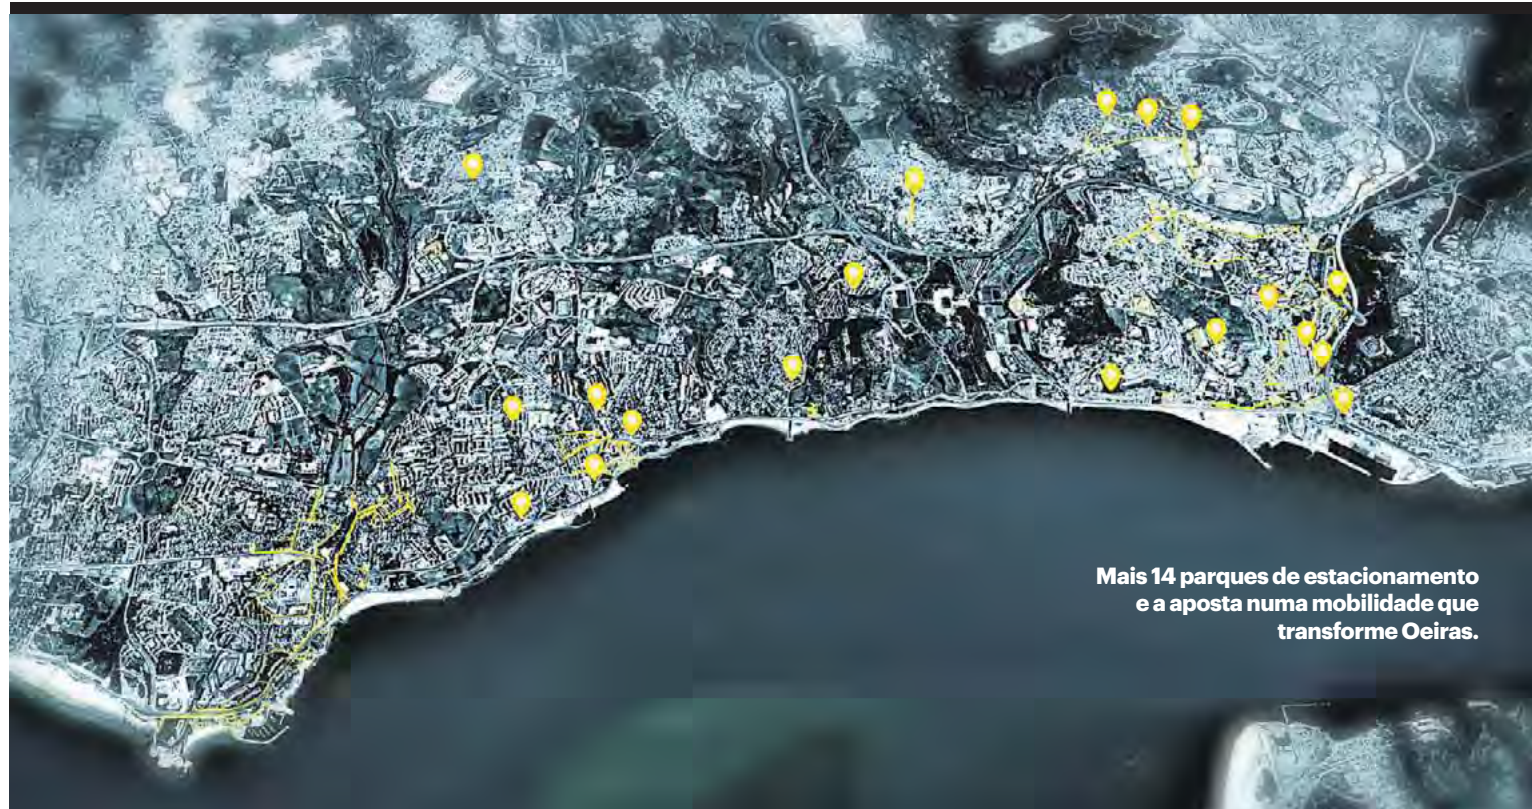 Mais 14 parques de estacionamento
e a aposta numa mobilidade que
transforme Oeiras.